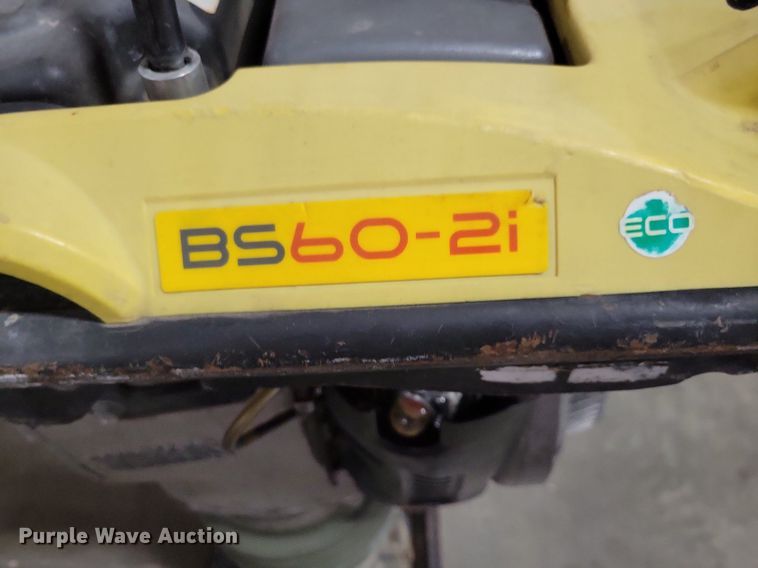 BS60-2i
ECO
Purple Wave Auction